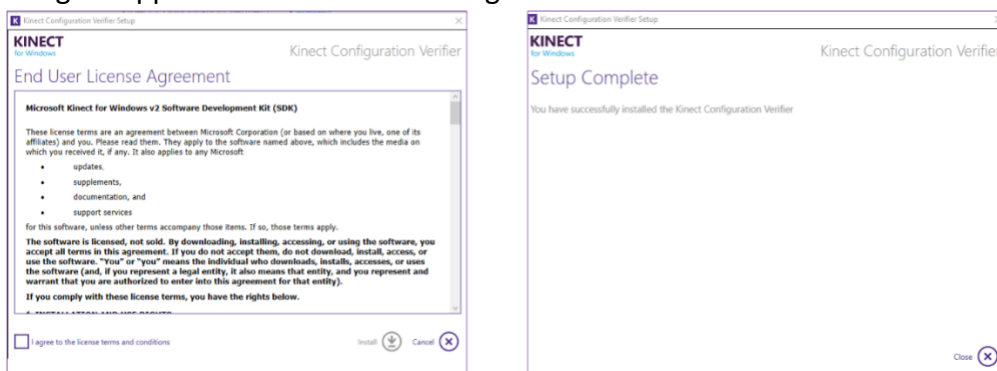 Kinect Configuration Verifier Setup
KINECT
for Windows
Kinect Configuration Verifier
End User License Agreement
Microsoft Kinect for Windows v2 Software Development Kit (SDK)
These license terms are an agreement between Microsoft Corporation (or based on where you live, one of its
affiliates) and you. Please read them. They apply to the software named above, which includes the media on
which you received it, if any. It also applies to any Microsoft
• updates,
• supplements,
• documentation, and
• support services
for this software, unless other terms accompany those items. If so, those terms apply.
The software is licensed, not sold. By downloading, installing, accessing, or using the software, you
accept all terms in this agreement. If you do not accept them, do not download, install, access, or
use the software. "You" or "you" means the individual who downloads, installs, accesses, or uses
the software (and, if you represent a legal entity, it also means that entity, and you represent and
warrant that you are authorized to enter into this agreement for that entity).
If you comply with these license terms, you have the rights below.
I agree to the license terms and conditions
Install
Cancel
Kinect Configuration Verifier Setup
KINECT
for Windows
Kinect Configuration Verifie
Setup Complete
You have successfully installed the Kinect Configuration Verifier
Close